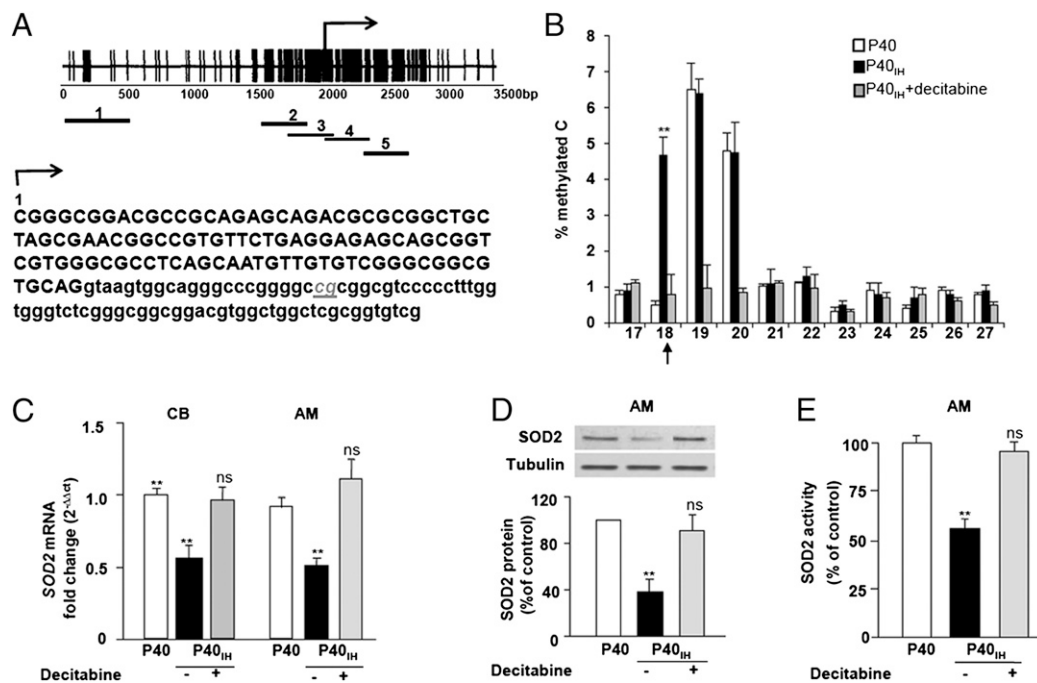 A
0 500 1500 2000 2500 3000 3500bp
1
2
3
4
5
1
CGGGCGGACGCCGCAGAGCAGACGCGCGGCTGC
TAGCGAACGGCCGTGTTCTGAGGAGAGCAGCGGT
CGTGGGCGCCTCAGCAATGTTGTGTCGGGCGGCG
TGCAGgtaagtggcagggcccggggccgcggcgtcccccctttgg
tgggtctcgggcggcggacgtggctggctcgcggtgtcg
B
P40
P40IH
P40IH+decitabine
% methylated C
8
7
6
5
4
3
2
1
0
**
17 18 19 20 21 22 23 24 25 26 27
C
CB AM
SOD2 mRNA
fold change (2-ΔΔct)
1.5
1.0
0.5
0
** ** ns ** ns
P40 P40IH P40 P40IH
Decitabine - + - +
D
AM
SOD2
Tubulin
SOD2 protein
(%of control)
120
80
40
0
** ns
P40 P40IH
Decitabine - +
E
AM
SOD2 activity
(% of control)
100
75
50
25
0
** ns
P40 P40IH
- +